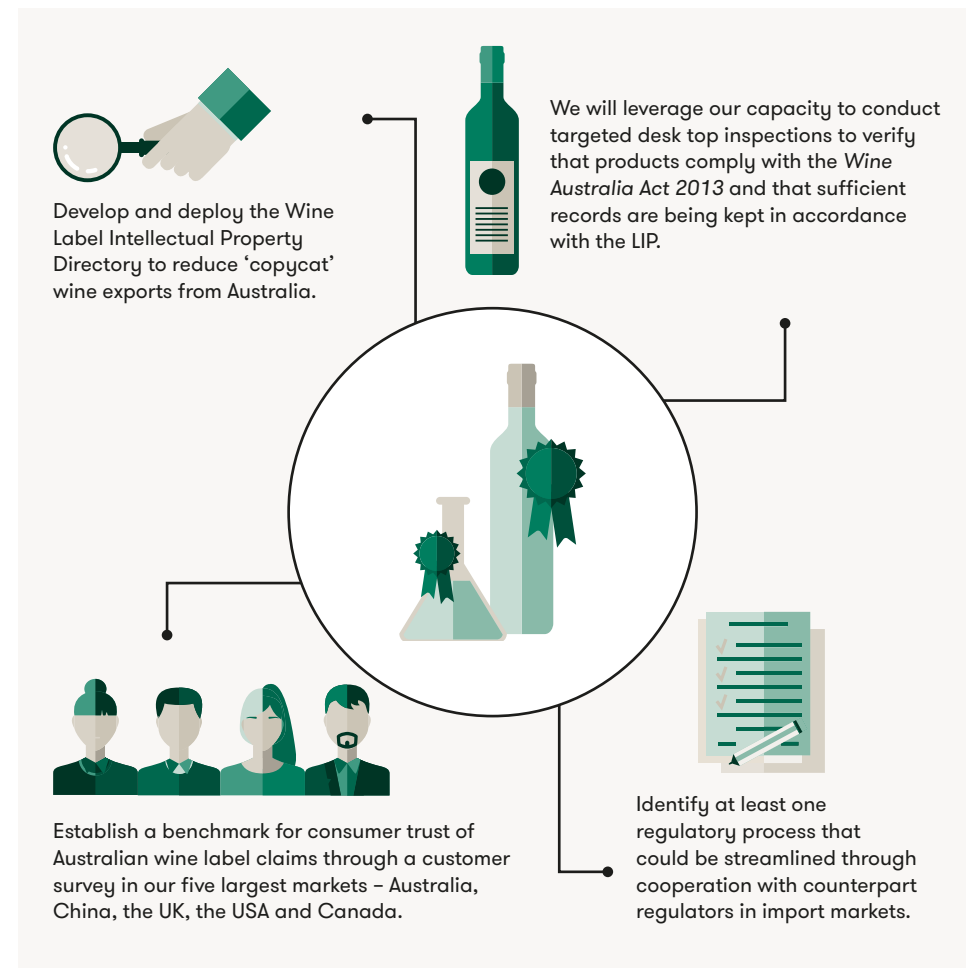 Develop and deploy the Wine
Label Intellectual Property
Directory to reduce ‘copycat’
wine exports from Australia.
We will leverage our capacity to conduct
targeted desk top inspections to verify
that products comply with the Wine
Australia Act 2013 and that sufficient
records are being kept in accordance
with the LIP.
Establish a benchmark for consumer trust of
Australian wine label claims through a customer
survey in our five largest markets – Australia,
China, the UK, the USA and Canada.
Identify at least one
regulatory process that
could be streamlined through
cooperation with counterpart
regulators in import markets.